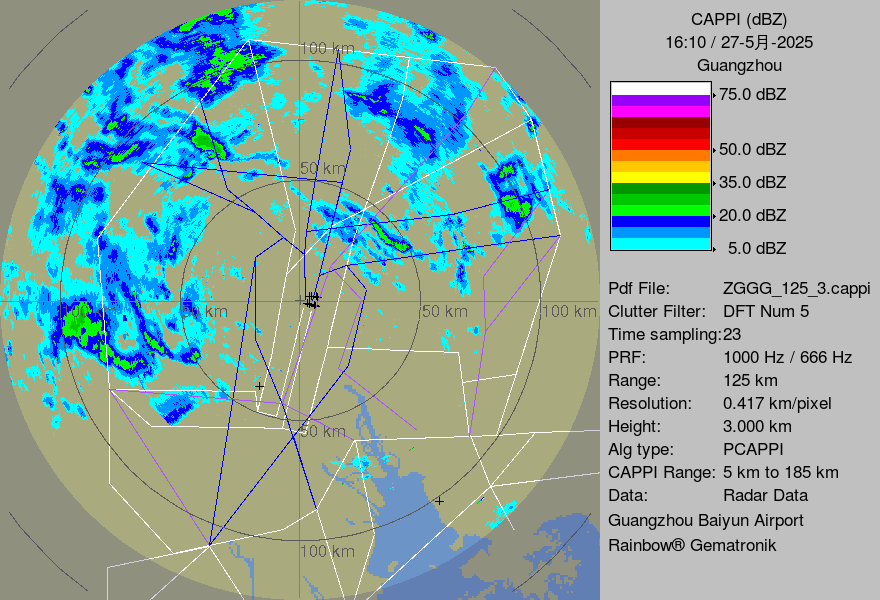 100 km
50 km
100 km
50 km
50 km
100 km
50 km
100 km
CAPPI (dBZ)
16:10 / 27-5月-2025
Guangzhou
75.0 dBZ
50.0 dBZ
35.0 dBZ
20.0 dBZ
5.0 dBZ
Pdf File: ZGGG_125_3.cappi
Clutter Filter: DFT Num 5
Time sampling:23
PRF: 1000 Hz / 666 Hz
Range: 125 km
Resolution: 0.417 km/pixel
Height: 3.000 km
Alg type: PCAPPI
CAPPI Range: 5 km to 185 km
Data: Radar Data
Guangzhou Baiyun Airport
Rainbow® Gematronik